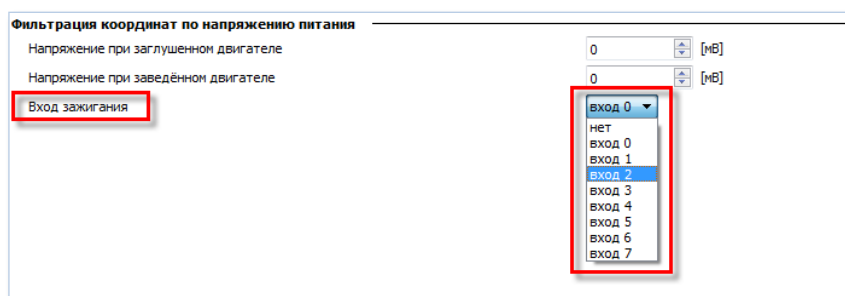 Фильтрация координат по напряжению питания
Напряжение при заглушенном двигателе 0 [мВ]
Напряжение при заведённом двигателе 0 [мВ]
Вход зажигания вход 0
нет
вход 0
вход 1
вход 2
вход 3
вход 4
вход 5
вход 6
вход 7